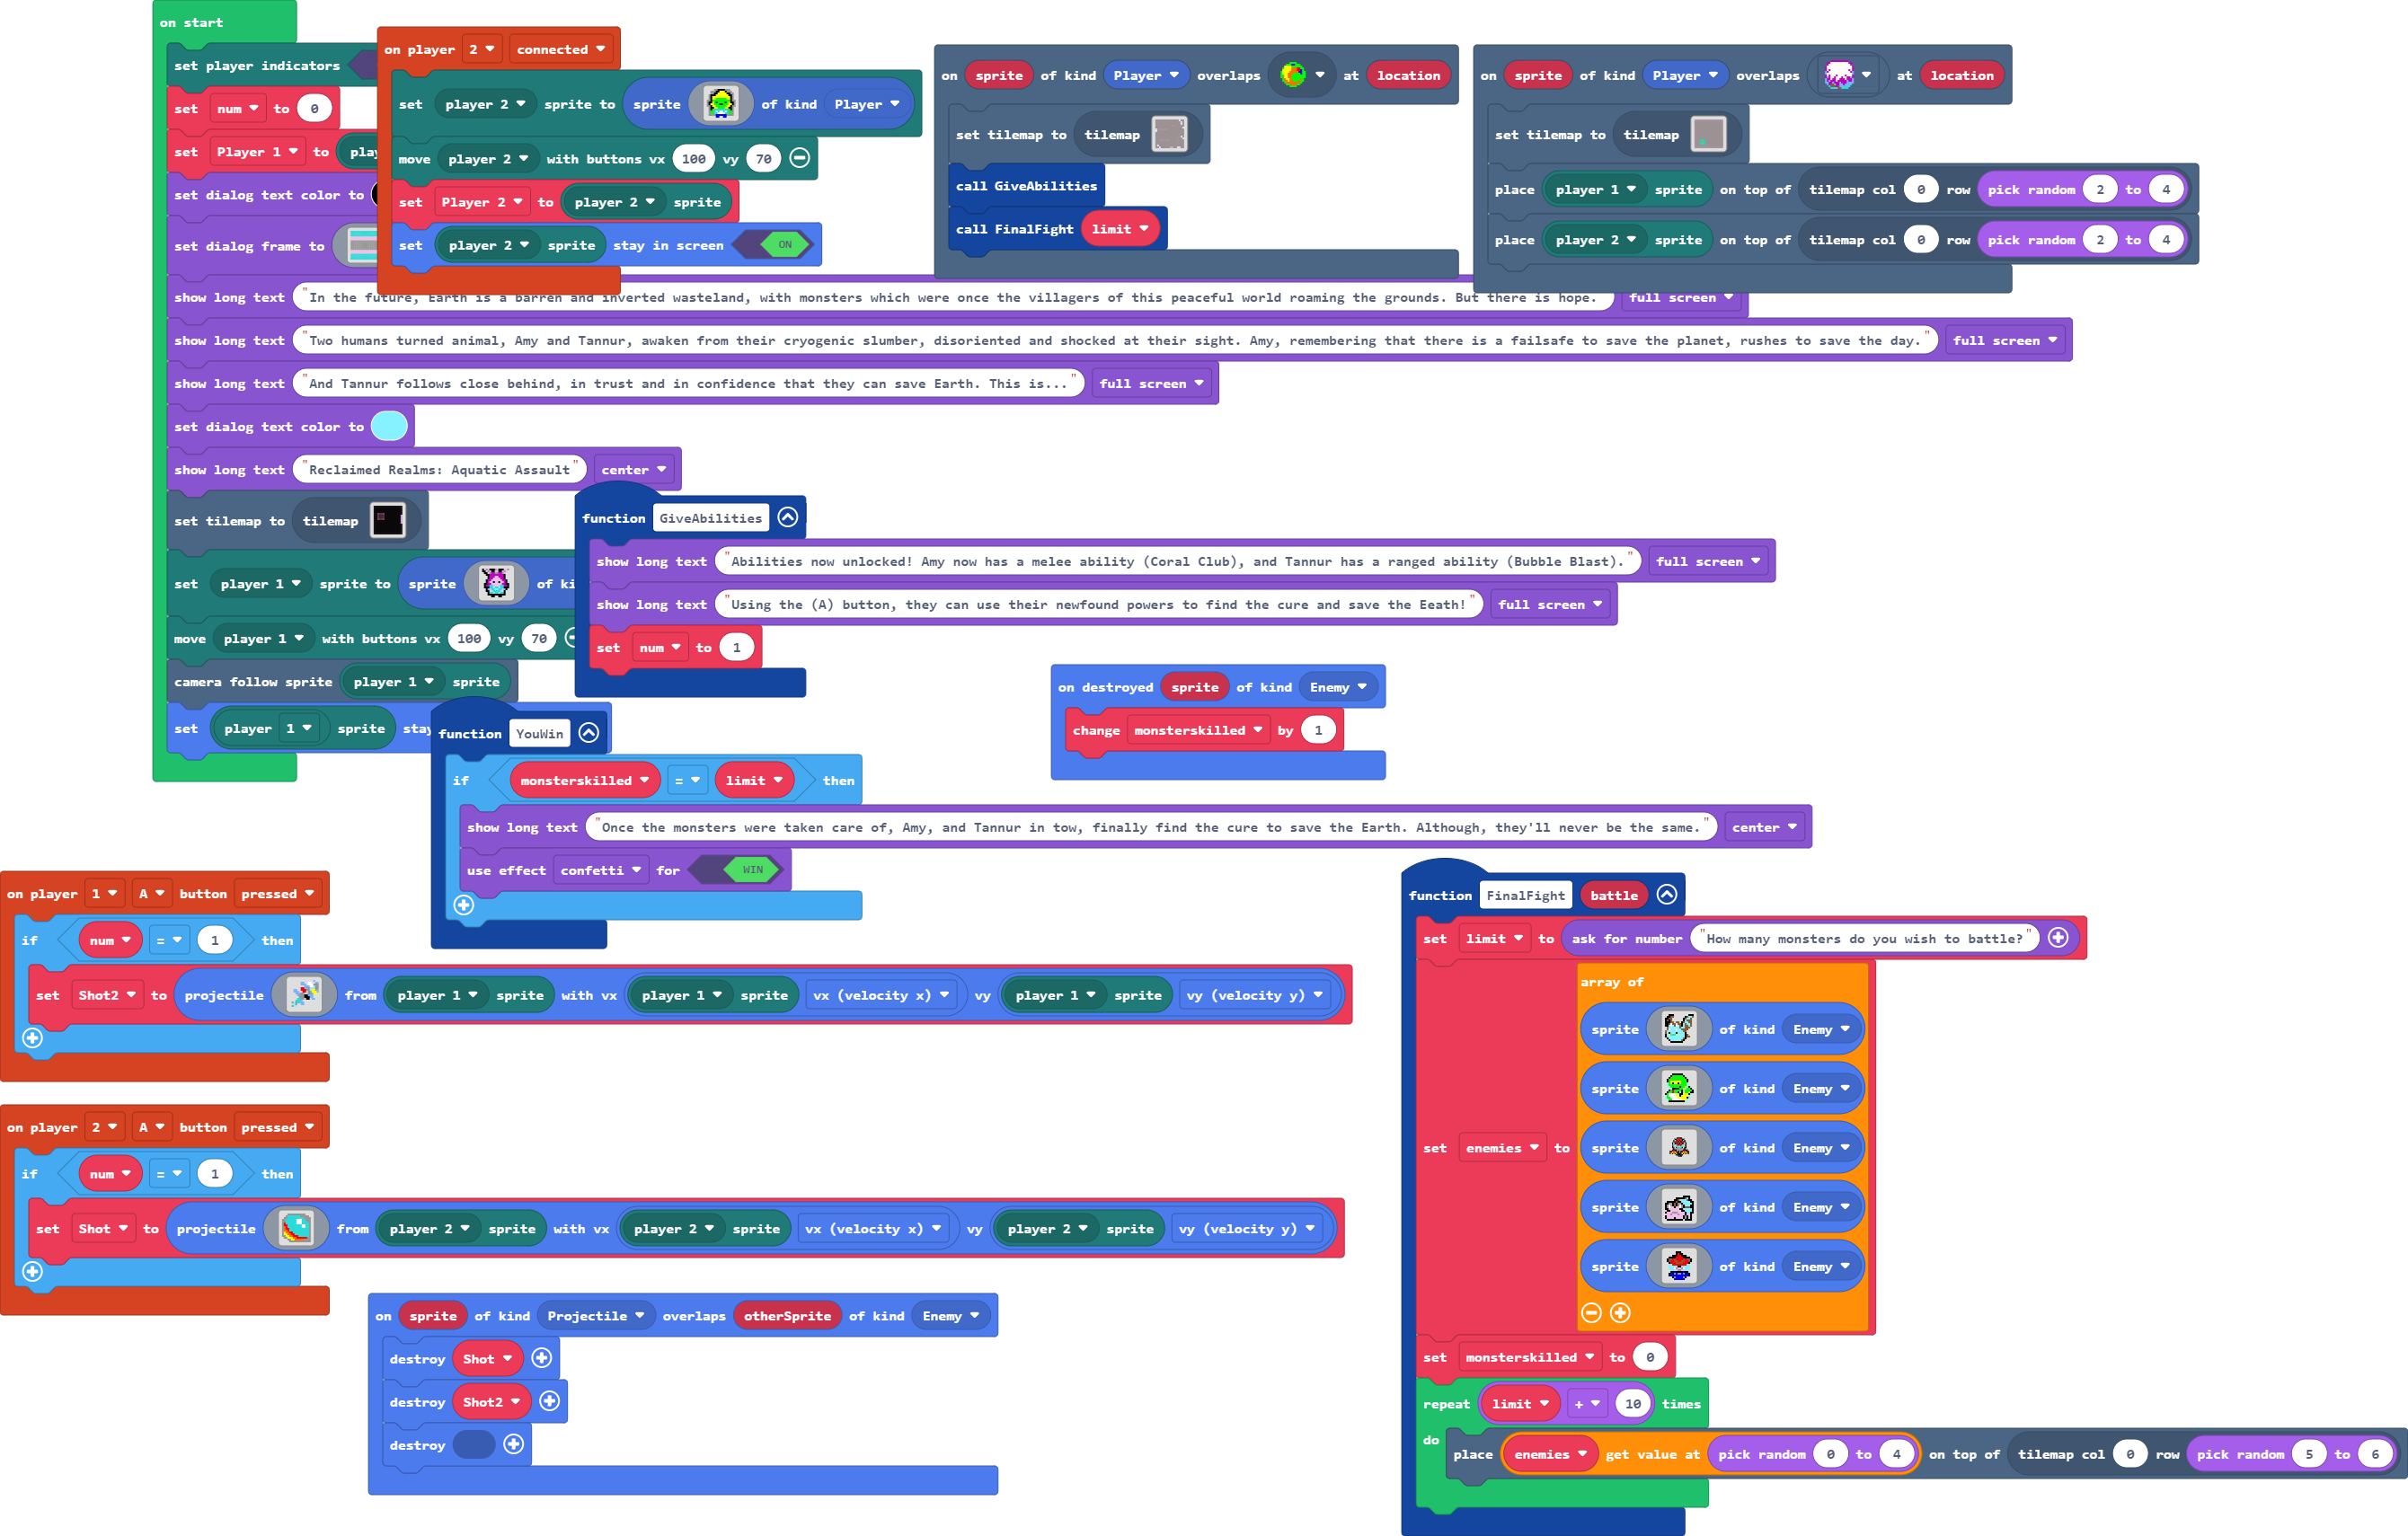 on start
set player indicators
set num to 0
set Player 1 to
set dialog text color to
set dialog frame to
show long text "In the future, Earth is a barren and inverted wasteland, with monsters which were once the villagers of this peaceful world roaming the grounds. But there is hope. full screen
show long text "Two humans turned animal, Amy and Tannur, awaken from their cryogenic slumber, disoriented and shocked at their sight. Amy, remembering that there is a failsafe to save the planet, rushes to save the day." full screen
show long text "And Tannur follows close behind, in trust and in confidence that they can save Earth. This is..." full screen
set dialog text color to
show long text "Reclaimed Realms: Aquatic Assault" center
set tilemap to tilemap
set player 1 sprite to sprite of
move player 1 with buttons vx 100 vy 70
camera follow sprite player 1 sprite
set player 1 sprite
on player 2 connected
set player 2 sprite to sprite of kind Player
move player 2 with buttons vx 100 vy 70
set Player 2 to player 2 sprite
set player 2 sprite stay in screen ON
on sprite of kind Player overlaps at location
set tilemap to tilemap
call GiveAbilities
call FinalFight limit
on sprite of kind Player overlaps at location
set tilemap to tilemap
place player 1 sprite on top of tilemap col 0 row pick random 2 to 4
place player 2 sprite on top of tilemap col 0 row pick random 2 to 4
function GiveAbilities
show long text "Abilities now unlocked! Amy now has a melee ability (Coral Club), and Tannur has a ranged ability (Bubble Blast)." full screen
show long text "Using the (A) button, they can use their newfound powers to find the cure and save the Eeath!" full screen
set num to 1
on destroyed sprite of kind Enemy
change monsterskilled by 1
function YouWin
if monsterskilled = limit then
show long text "Once the monsters were taken care of, Amy, and Tannur in tow, finally find the cure to save the Earth. Although, they'll never be the same." center
use effect confetti for WIN
on player 1 A button pressed
if num = 1 then
set Shot2 to projectile from player 1 sprite with vx player 1 sprite vx (velocity x) vy player 1 sprite vy (velocity y)
on player 2 A button pressed
if num = 1 then
set Shot to projectile from player 2 sprite with vx player 2 sprite vx (velocity x) vy player 2 sprite vy (velocity y)
on sprite of kind Projectile overlaps otherSprite of kind Enemy
destroy Shot
destroy Shot2
destroy
function FinalFight battle
set limit to ask for number "How many monsters do you wish to battle?"
set enemies to
array of
sprite of kind Enemy
sprite of kind Enemy
sprite of kind Enemy
sprite of kind Enemy
sprite of kind Enemy
set monsterskilled to 0
repeat limit + 10 times
do place enemies get value at pick random 0 to 4 on top of tilemap col 0 row pick random 5 to 6